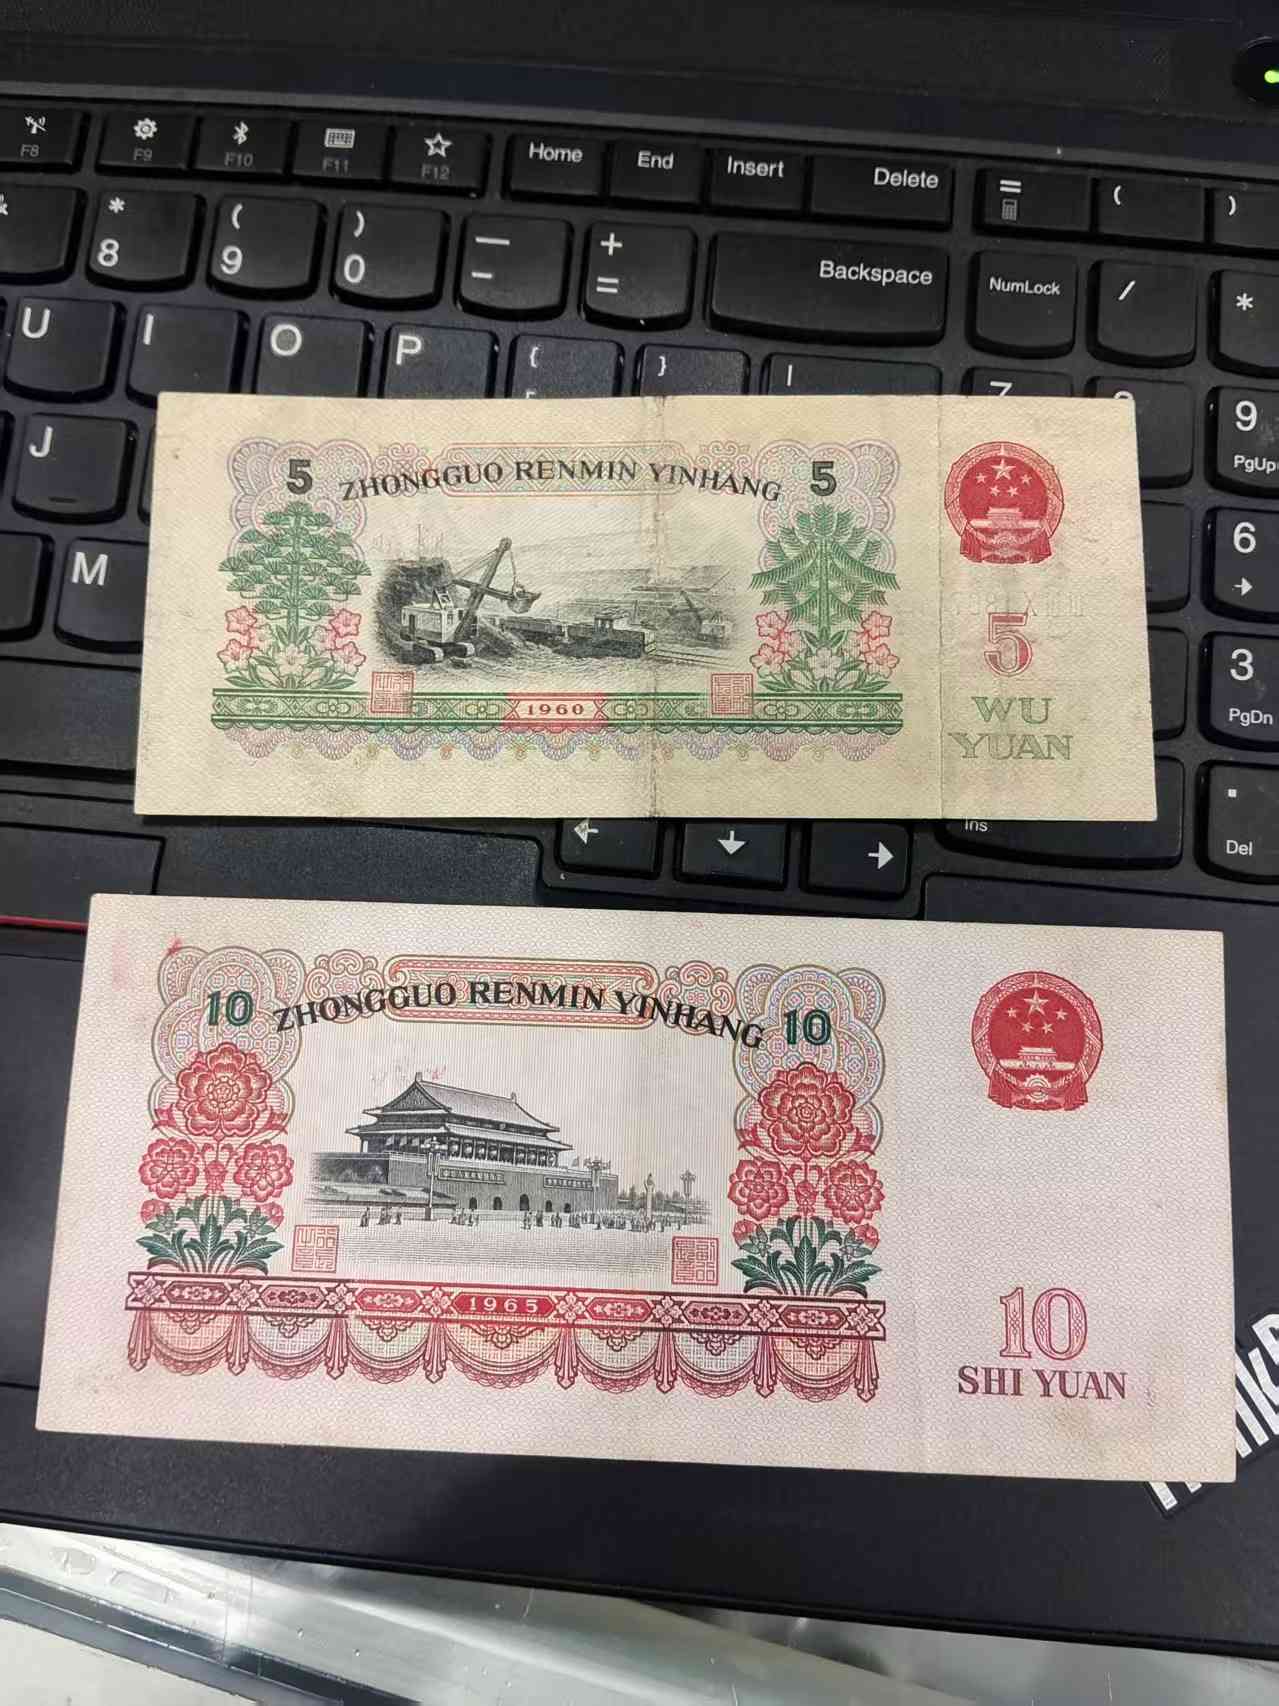 F8 F9 F10 F11 F12 Home End Insert Delete = ( )
* 8 ( 9 ) 0 — - + = Backspace NumLock / *
U I O P { } | 7 9 PgUp
J 6
M 3 PgDn
5 ZHONGGUO RENMIN YINHANG 5
5
WU
YUAN
1960
Ins . Del
10 ZHONGGUO RENMIN YINHANG 10
1965
10
SHI YUAN